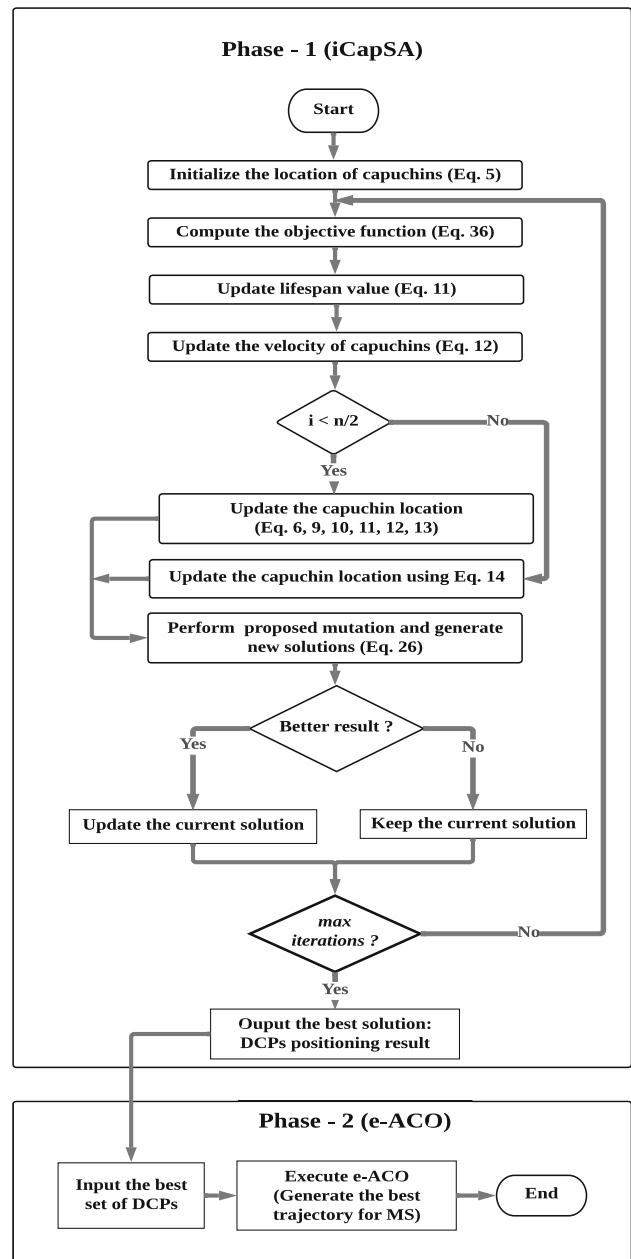 Phase - 1 (iCapSA)
Start
Initialize the location of capuchins (Eq. 5)
Compute the objective function (Eq. 36)
Update lifespan value (Eq. 11)
Update the velocity of capuchins (Eq. 12)
i < n/2
No
Yes
Update the capuchin location
(Eq. 6, 9, 10, 11, 12, 13)
Update the capuchin location using Eq. 14
Perform proposed mutation and generate
new solutions (Eq. 26)
Better result ?
Yes
No
Update the current solution
Keep the current solution
max
iterations ?
No
Yes
Ouput the best solution:
DCPs positioning result
Phase - 2 (e-ACO)
Input the best
set of DCPs
Execute e-ACO
(Generate the best
trajectory for MS)
End